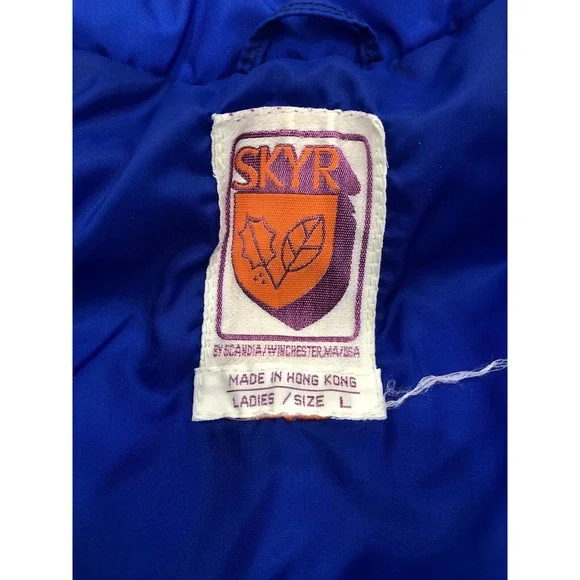 SKYR
BY SCANDIA/WINCHESTER,MA/USA
MADE IN HONG KONG
LADIES / SIZE L